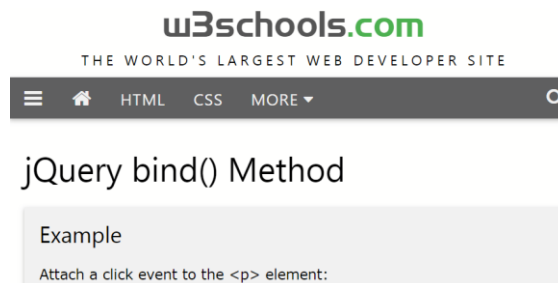 w3schools.com
THE WORLD'S LARGEST WEB DEVELOPER SITE
HTML CSS MORE
jQuery bind() Method
Example
Attach a click event to the <p> element: